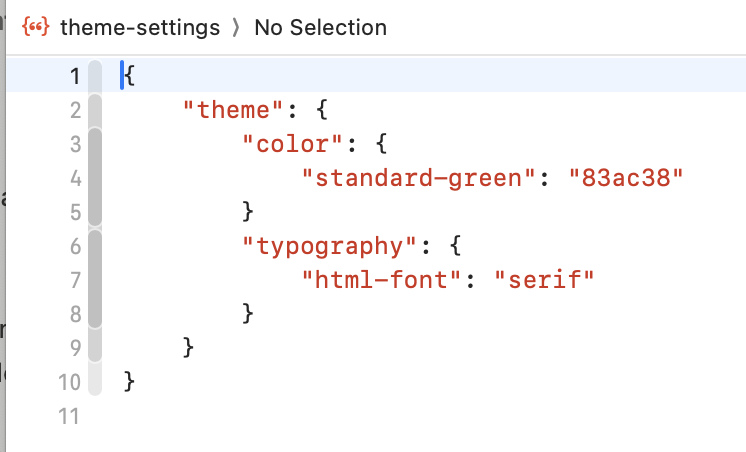 theme-settings 〉 No Selection
1 {
2     "theme": {
3         "color": {
4             "standard-green": "83ac38"
5         }
6         "typography": {
7             "html-font": "serif"
8         }
9     }
10 }
11